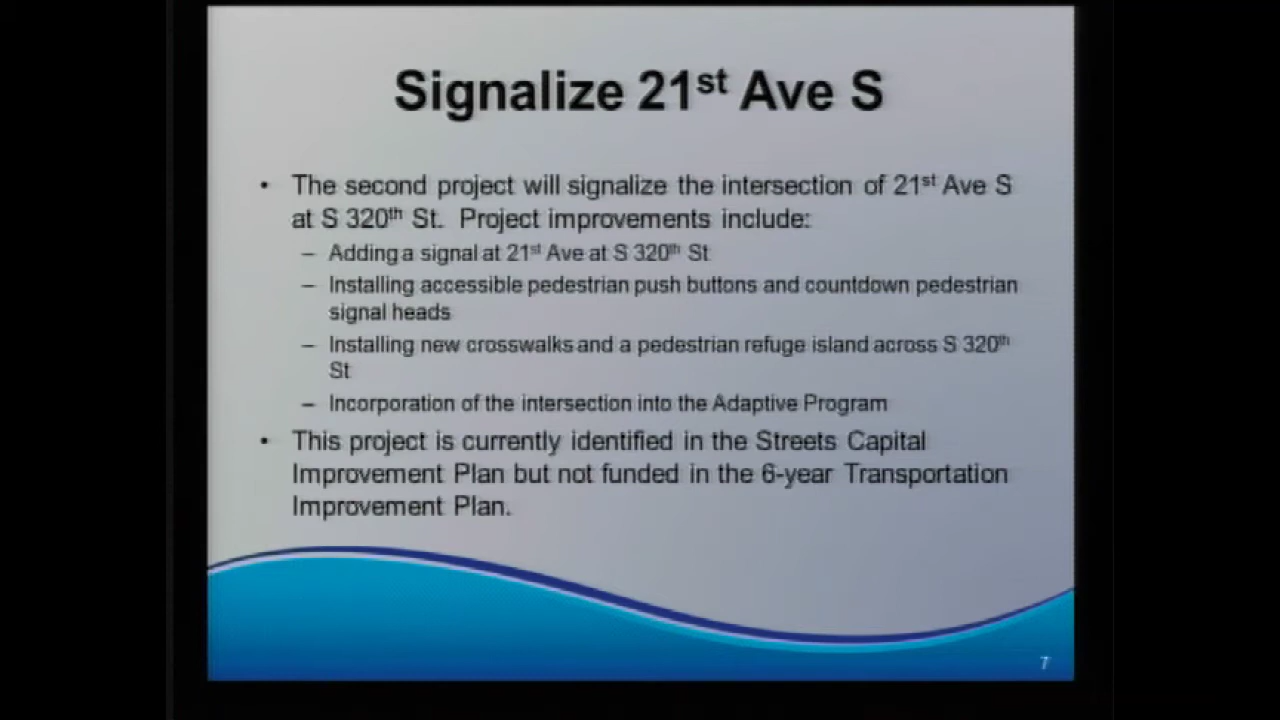 Signalize 21st Ave S
• The second project will signalize the intersection of 21st Ave S
at S 320th St. Project improvements include:
– Adding a signal at 21st Ave at S 320th St
– Installing accessible pedestrian push buttons and countdown pedestrian
signal heads
– Installing new crosswalks and a pedestrian refuge island across S 320th
St
– Incorporation of the intersection into the Adaptive Program
• This project is currently identified in the Streets Capital
Improvement Plan but not funded in the 6-year Transportation
Improvement Plan.
7